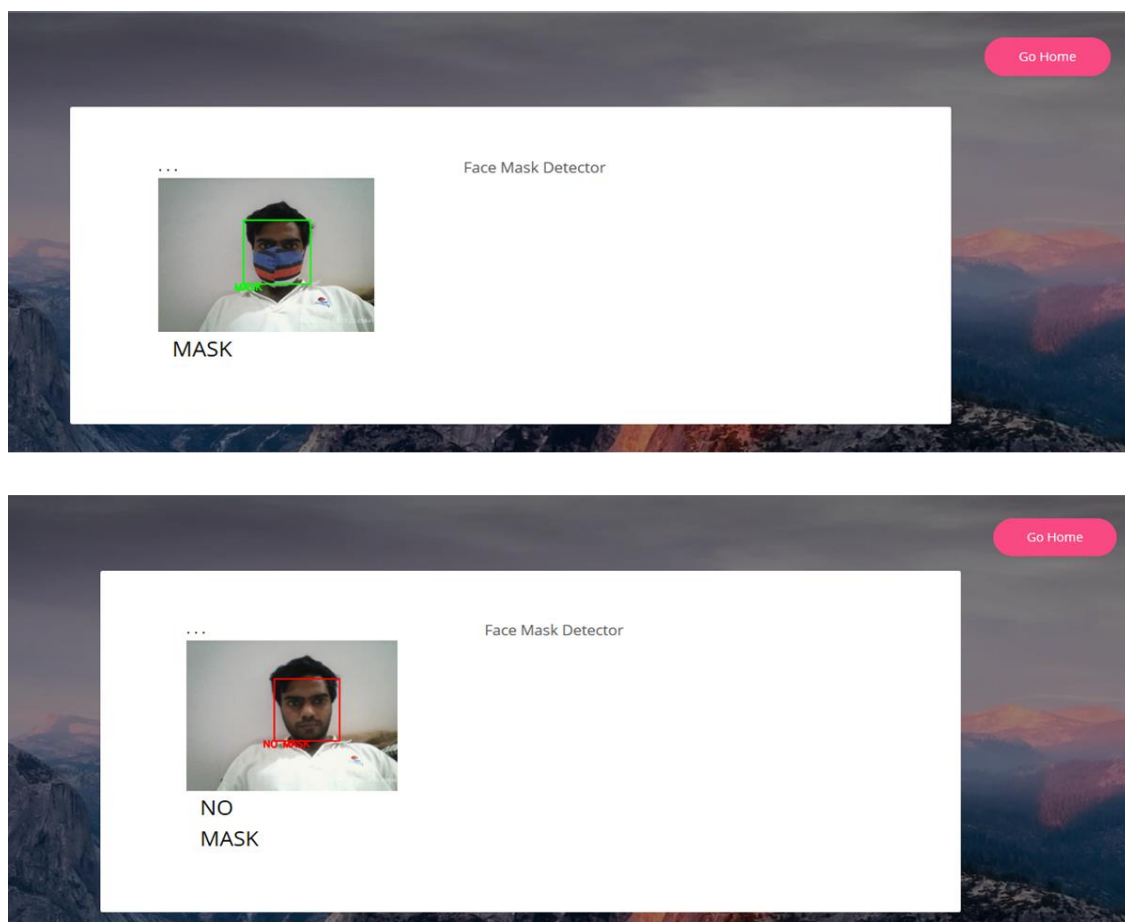 Go Home
. . .
Face Mask Detector
MASK
MASK
Go Home
. . .
Face Mask Detector
NO MASK
NO
MASK